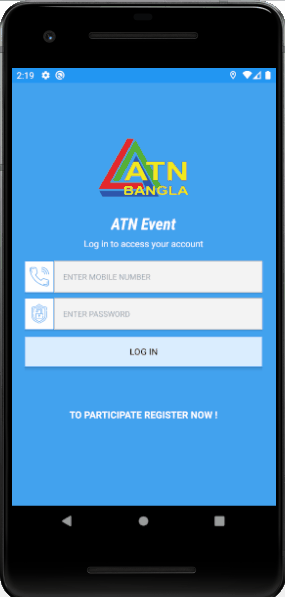 2:19
ATN
BANGLA
ATN Event
Log in to access your account
ENTER MOBILE NUMBER
ENTER PASSWORD
LOG IN
TO PARTICIPATE REGISTER NOW !